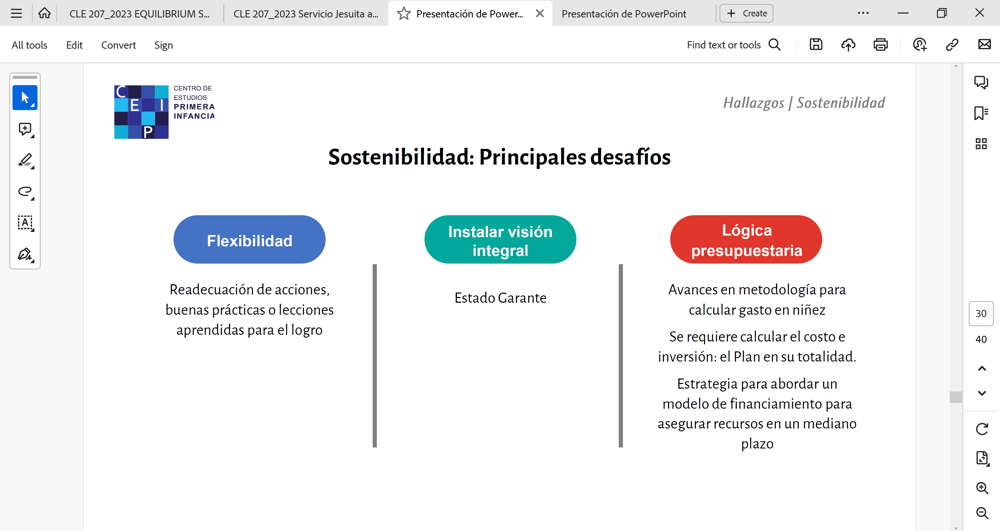 CLE 207_2023 EQUILIBRIUM S...
CLE 207_2023 Servicio Jesuita a...
Presentación de Power...
Presentación de PowerPoint
Create
All tools
Edit
Convert
Sign
Find text or tools
C
E I
P
CENTRO DE
ESTUDIOS
PRIMERA
INFANCIA
Hallazgos | Sostenibilidad
Sostenibilidad: Principales desafíos
Flexibilidad
Readecuación de acciones,
buenas prácticas o lecciones
aprendidas para el logro
Instalar visión
integral
Estado Garante
Lógica
presupuestaria
Avances en metodología para
calcular gasto en niñez
Se requiere calcular el costo e
inversión: el Plan en su totalidad.
Estrategia para abordar un
modelo de financiamiento para
asegurar recursos en un mediano
plazo
A
30
40